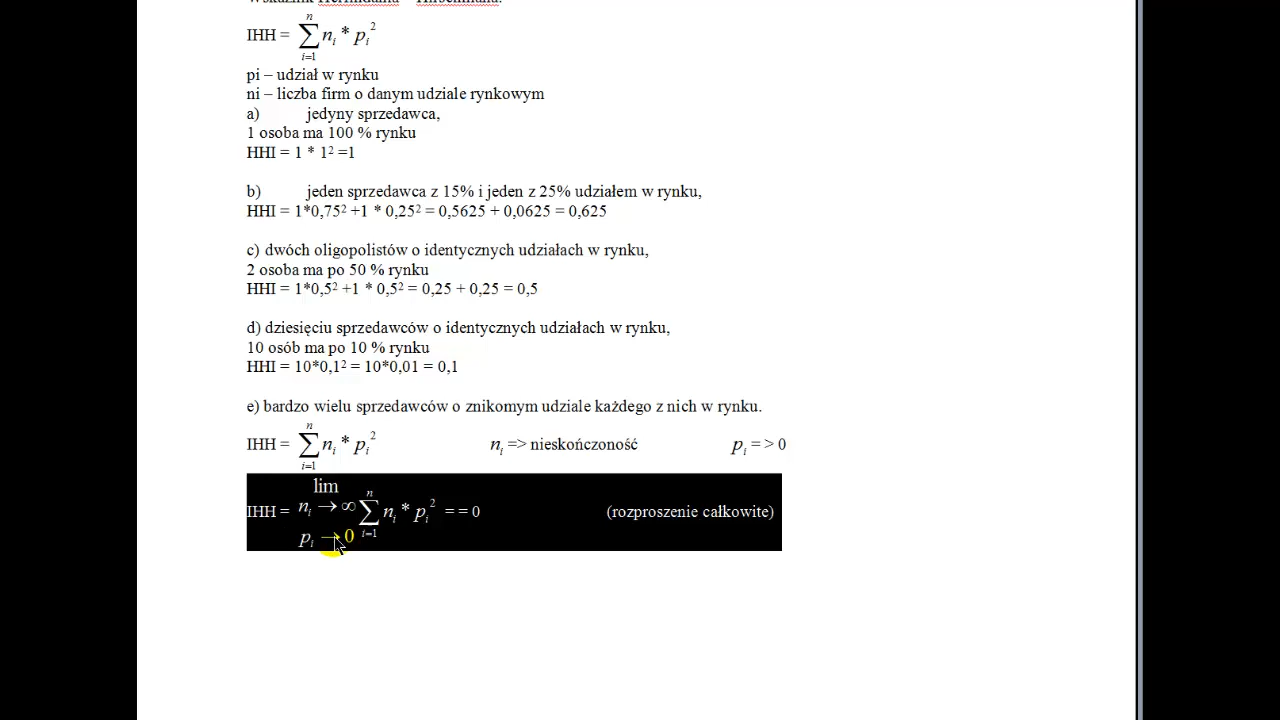 IHH = n∑i=1 nᵢ * pᵢ²
pi – udział w rynku
ni – liczba firm o danym udziale rynkowym
a) jedyny sprzedawca,
1 osoba ma 100 % rynku
HHI = 1 * 1² =1
b) jeden sprzedawca z 15% i jeden z 25% udziałem w rynku,
HHI = 1*0,75² +1 * 0,25² = 0,5625 + 0,0625 = 0,625
c) dwóch oligopolistów o identycznych udziałach w rynku,
2 osoba ma po 50 % rynku
HHI = 1*0,5² +1 * 0,5² = 0,25 + 0,25 = 0,5
d) dziesięciu sprzedawców o identycznych udziałach w rynku,
10 osób ma po 10 % rynku
HHI = 10*0,1² = 10*0,01 = 0,1
e) bardzo wielu sprzedawców o znikomym udziale każdego z nich w rynku.
IHH = n∑i=1 nᵢ * pᵢ² nᵢ => nieskończoność pᵢ = > 0
lim
IHH = nᵢ → ∞ n∑i=1 nᵢ * pᵢ² = = 0 (rozproszenie całkowite)
pᵢ → 0